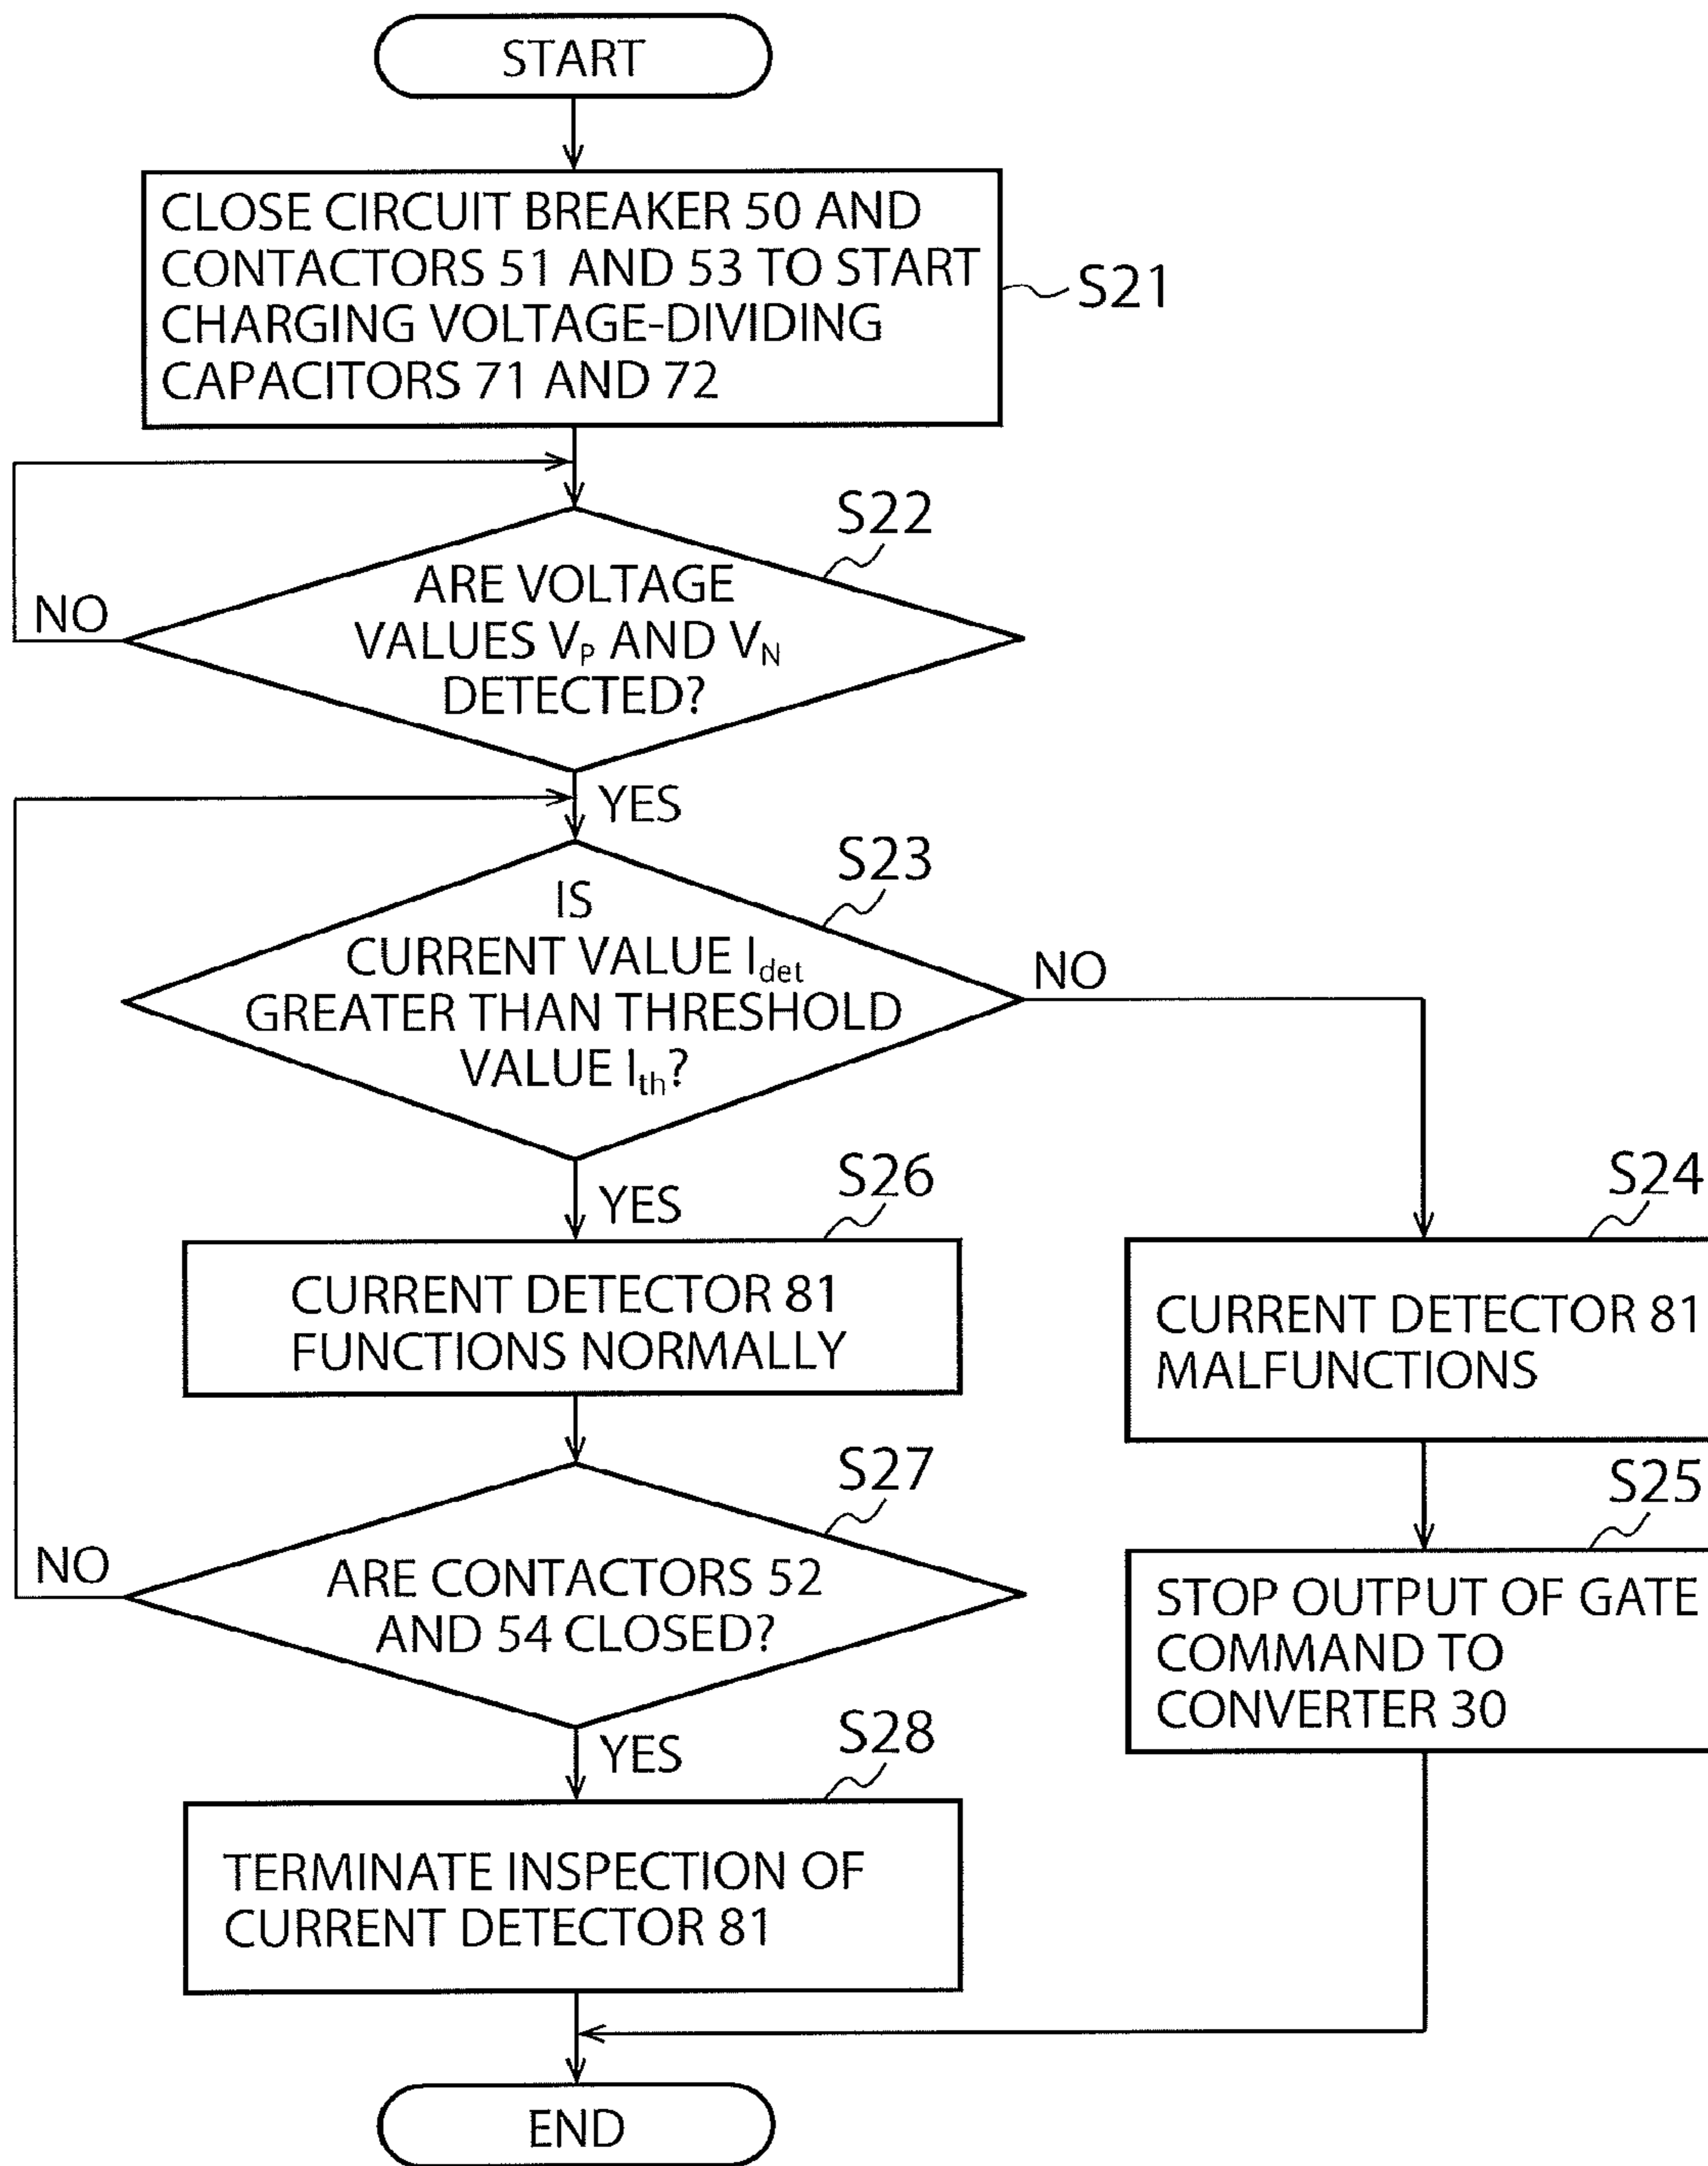 START
CLOSE CIRCUIT BREAKER 50 AND
CONTACTORS 51 AND 53 TO START
CHARGING VOLTAGE-DIVIDING
CAPACITORS 71 AND 72
S21
S22
ARE VOLTAGE
VALUES VP AND VN
DETECTED?
NO
YES
S23
IS
CURRENT VALUE Idet
GREATER THAN THRESHOLD
VALUE Ith?
NO
YES
S26
CURRENT DETECTOR 81
FUNCTIONS NORMALLY
S24
CURRENT DETECTOR 81
MALFUNCTIONS
S27
ARE CONTACTORS 52
AND 54 CLOSED?
NO
YES
S25
STOP OUTPUT OF GATE
COMMAND TO
CONVERTER 30
S28
TERMINATE INSPECTION OF
CURRENT DETECTOR 81
END